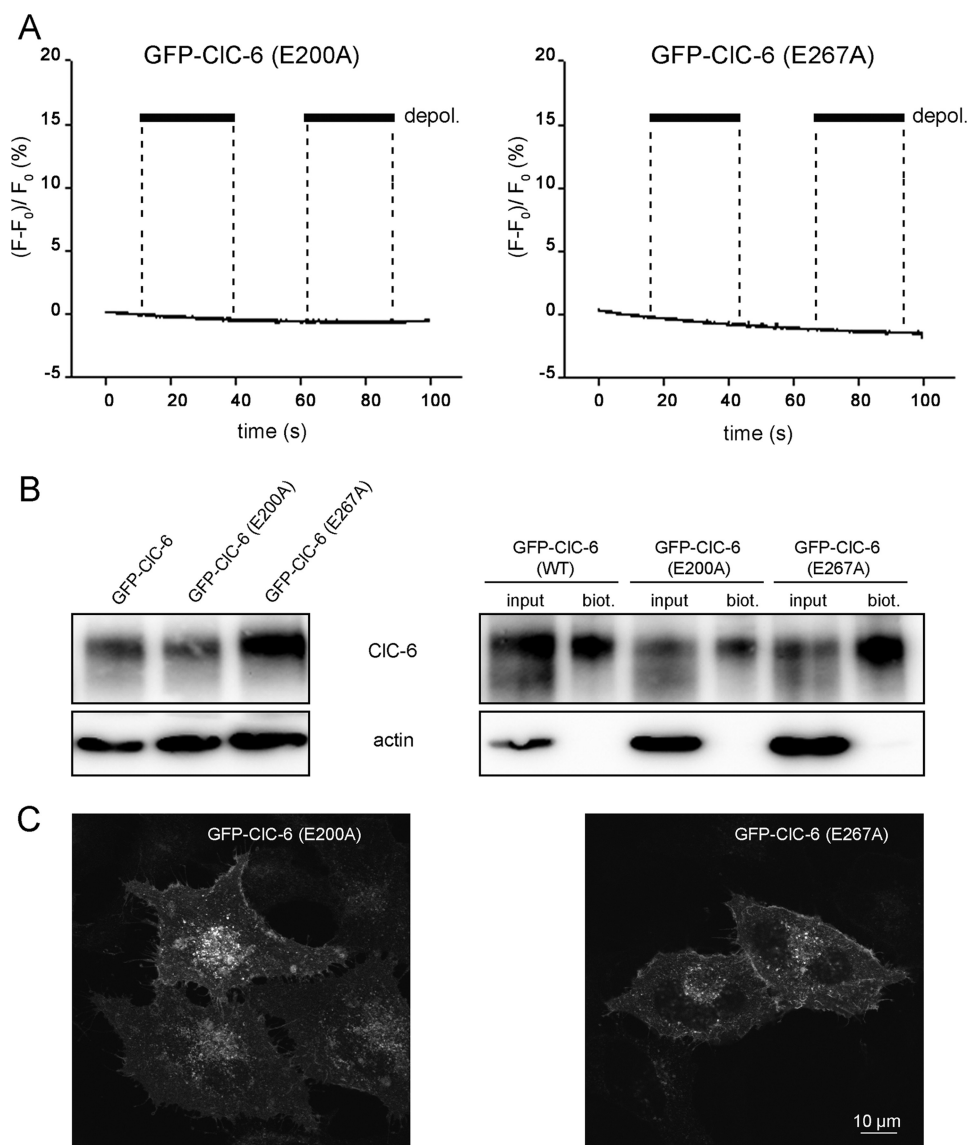 A
GFP-ClC-6 (E200A)
20
15
10
5
0
-5
(F-F0)/ F0 (%)
depol.
0 20 40 60 80 100
time (s)
GFP-ClC-6 (E267A)
20
15
10
5
0
-5
(F-F0)/ F0 (%)
depol.
0 20 40 60 80 100
time (s)
B
GFP-ClC-6
GFP-ClC-6 (E200A)
GFP-ClC-6 (E267A)
ClC-6
actin
GFP-ClC-6
(WT)
GFP-ClC-6
(E200A)
GFP-ClC-6
(E267A)
input biot. input biot. input biot.
C
GFP-ClC-6 (E200A)
GFP-ClC-6 (E267A)
10 µm